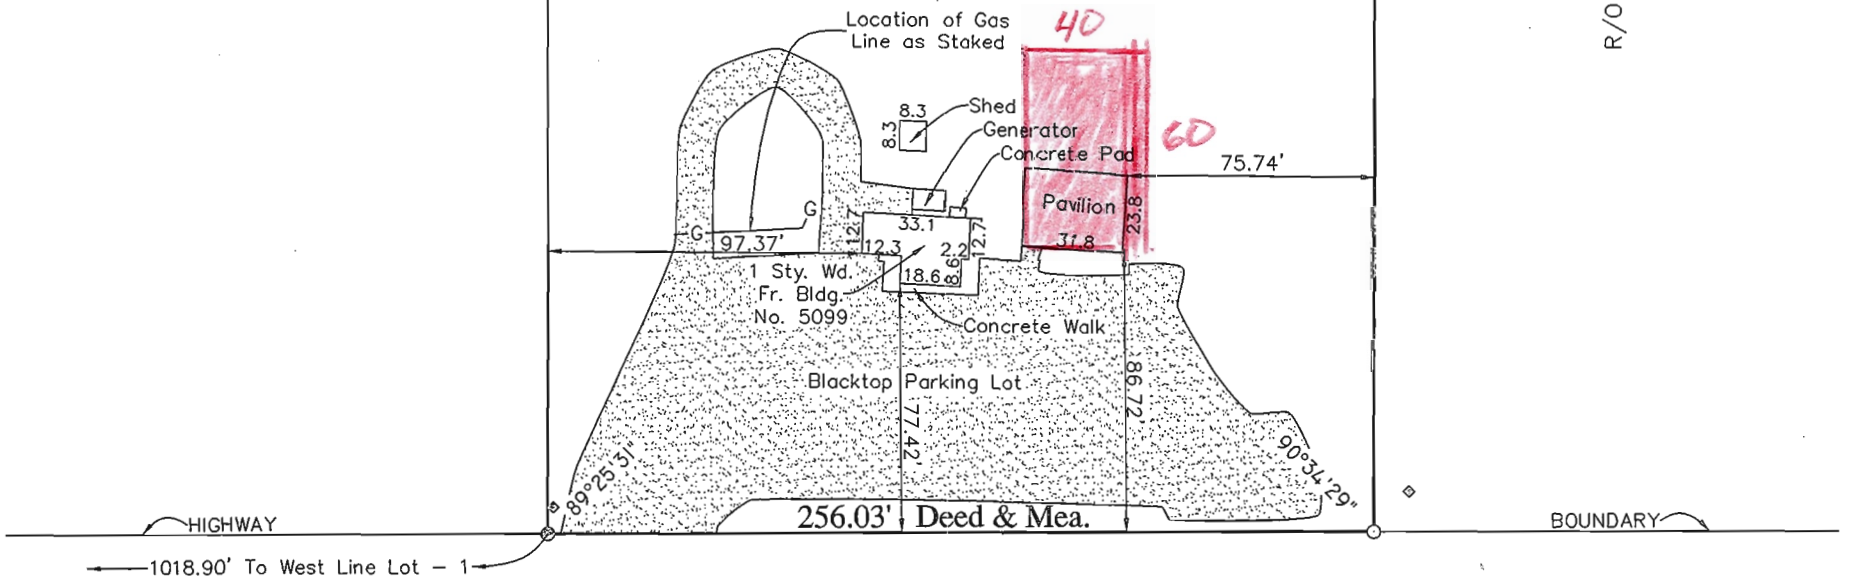 Location of Gas
Line as Staked
40
R/O
8.3
8.3
Shed
Generator
Concrete Pad
60
75.74'
Pavilion
23.8
31.8
G
G
97.37'
12.7
33.1
12.3
2.2
12.7
18.6
8.6
1 Sty. Wd.
Fr. Bldg.
No. 5099
Concrete Walk
Blacktop Parking Lot
77.42'
86.72'
89°25'31"
90°34'29"
256.03' Deed & Mea.
HIGHWAY
BOUNDARY
1018.90' To West Line Lot - 1